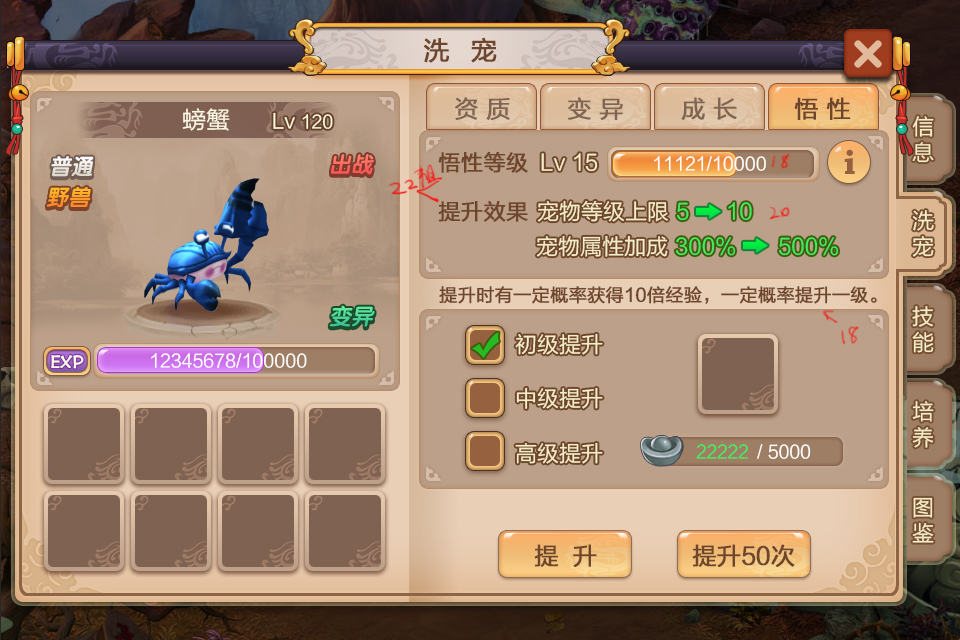 洗宠
螃蟹 Lv 120
普通
野兽
出战
变异
EXP 12345678/100000
资质 变异 成长 悟性
悟性等级 Lv 15 11121/10000 18
22粗
提升效果 宠物等级上限 5 10 20
宠物属性加成 300% 500%
提升时有一定概率获得10倍经验，一定概率提升一级。
18
初级提升
中级提升
高级提升
22222 / 5000
提升 提升50次
信息
洗宠
技能
培养
图鉴